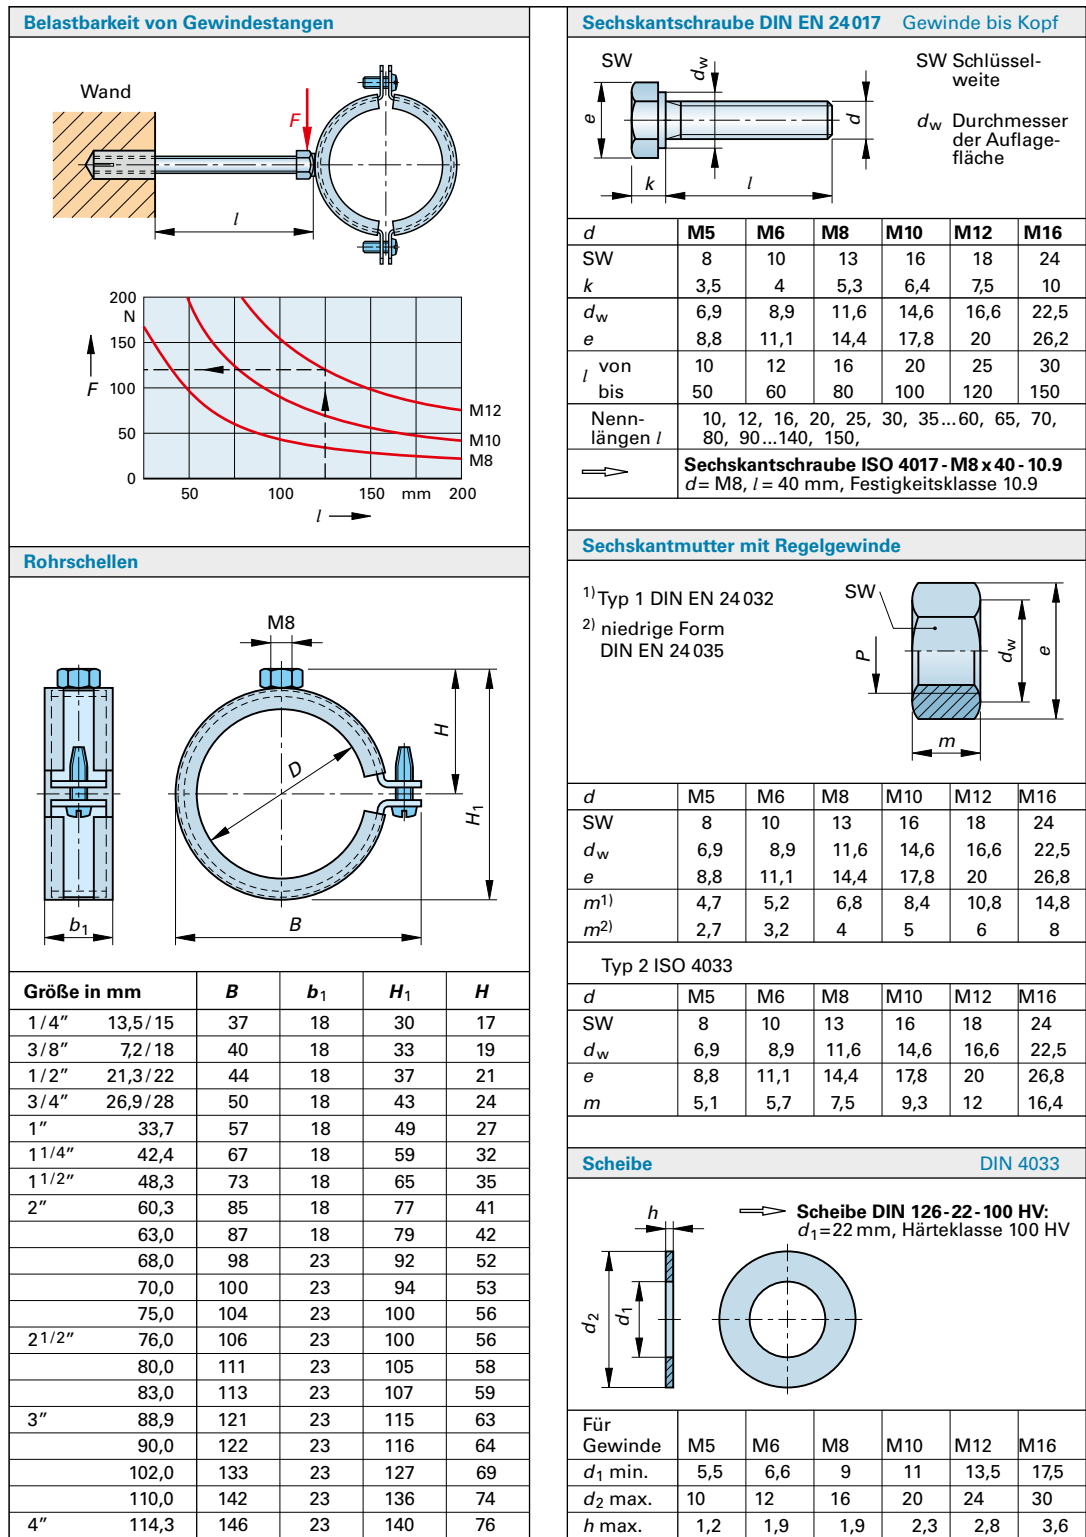 Belastbarkeit von Gewindestangen
Wand
F
l
200
N
150
F 100
50
0
M12
M10
M8
50 100 150 mm 200
l
Rohrschellen
M8
H
D
H1
b1
B
Größe in mm B b1 H1 H
1/4" 13,5/15 37 18 30 17
3/8" 7,2/18 40 18 33 19
1/2" 21,3/22 44 18 37 21
3/4" 26,9/28 50 18 43 24
1" 33,7 57 18 49 27
1 1/4" 42,4 67 18 59 32
1 1/2" 48,3 73 18 65 35
2" 60,3 85 18 77 41
63,0 87 18 79 42
68,0 98 23 92 52
70,0 100 23 94 53
75,0 104 23 100 56
2 1/2" 76,0 106 23 100 56
80,0 111 23 105 58
83,0 113 23 107 59
3" 88,9 121 23 115 63
90,0 122 23 116 64
102,0 133 23 127 69
110,0 142 23 136 74
4" 114,3 146 23 140 76
Sechskantschraube DIN EN 24017 Gewinde bis Kopf
SW
dw
e
d
k
l
SW Schlüssel-
weite
dw Durchmesser
der Auflage-
fläche
d M5 M6 M8 M10 M12 M16
SW 8 10 13 16 18 24
k 3,5 4 5,3 6,4 7,5 10
dw 6,9 8,9 11,6 14,6 16,6 22,5
e 8,8 11,1 14,4 17,8 20 26,2
l von 10 12 16 20 25 30
bis 50 60 80 100 120 150
Nenn- 10, 12, 16, 20, 25, 30, 35...60, 65, 70,
längen l 80, 90...140, 150,
Sechskantschraube ISO 4017-M8x40-10.9
d = M8, l = 40 mm, Festigkeitsklasse 10.9
Sechskantmutter mit Regelgewinde
1) Typ 1 DIN EN 24032
2) niedrige Form
DIN EN 24035
SW
P
dw
e
m
d M5 M6 M8 M10 M12 M16
SW 8 10 13 16 18 24
dw 6,9 8,9 11,6 14,6 16,6 22,5
e 8,8 11,1 14,4 17,8 20 26,8
m1) 4,7 5,2 6,8 8,4 10,8 14,8
m2) 2,7 3,2 4 5 6 8
Typ 2 ISO 4033
d M5 M6 M8 M10 M12 M16
SW 8 10 13 16 18 24
dw 6,9 8,9 11,6 14,6 16,6 22,5
e 8,8 11,1 14,4 17,8 20 26,8
m 5,1 5,7 7,5 9,3 12 16,4
Scheibe DIN 4033
h
d2
d1
Scheibe DIN 126-22-100 HV:
d1=22 mm, Härteklasse 100 HV
Für
Gewinde M5 M6 M8 M10 M12 M16
d1 min. 5,5 6,6 9 11 13,5 17,5
d2 max. 10 12 16 20 24 30
h max. 1,2 1,9 1,9 2,3 2,8 3,6